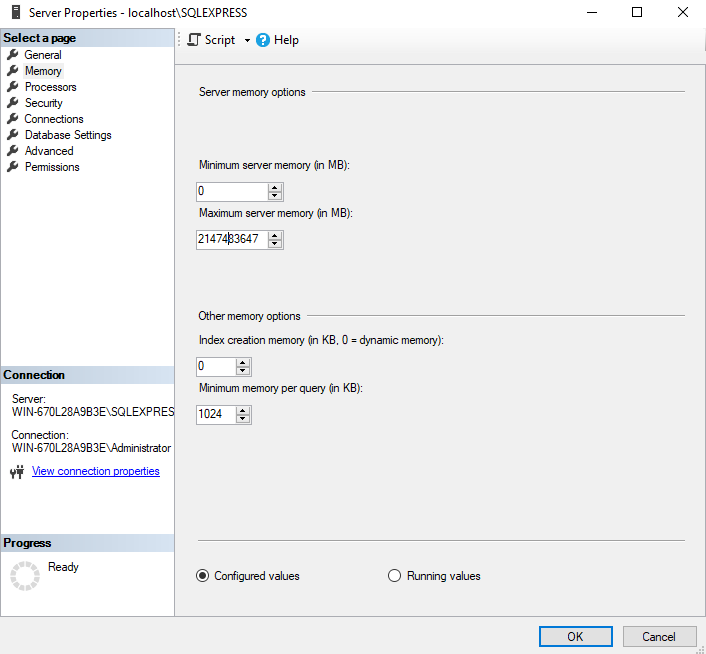 Server Properties - localhost\SQLEXPRESS
Select a page
General
Memory
Processors
Security
Connections
Database Settings
Advanced
Permissions
Connection
Server:
WIN-670L28A9B3E\SQLEXPRES
Connection:
WIN-670L28A9B3E\Administrator
View connection properties
Progress
Ready
Script
Help
Server memory options
Minimum server memory (in MB):
0
Maximum server memory (in MB):
2147483647
Other memory options
Index creation memory (in KB, 0 = dynamic memory):
0
Minimum memory per query (in KB):
1024
Configured values
Running values
OK
Cancel